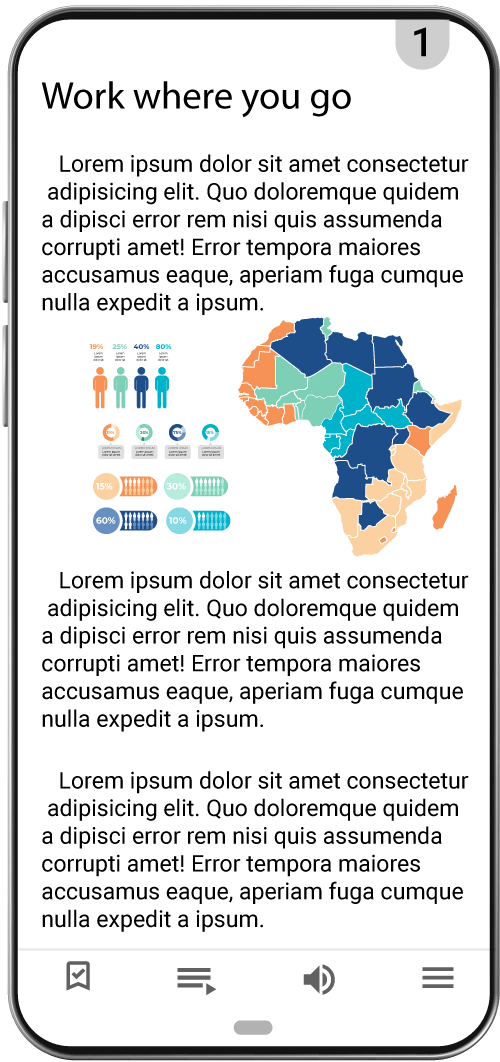 1
Work where you go
Lorem ipsum dolor sit amet consectetur
adipisicing elit. Quo doloremque quidem
a dipisci error rem nisi quis assumenda
corrupti amet! Error tempora maiores
accusamus eaque, aperiam fuga cumque
nulla expedit a ipsum.
19% 25% 40% 80%
15% 30%
60% 10%
Lorem ipsum dolor sit amet consectetur
adipisicing elit. Quo doloremque quidem
a dipisci error rem nisi quis assumenda
corrupti amet! Error tempora maiores
accusamus eaque, aperiam fuga cumque
nulla expedit a ipsum.
Lorem ipsum dolor sit amet consectetur
adipisicing elit. Quo doloremque quidem
a dipisci error rem nisi quis assumenda
corrupti amet! Error tempora maiores
accusamus eaque, aperiam fuga cumque
nulla expedit a ipsum.